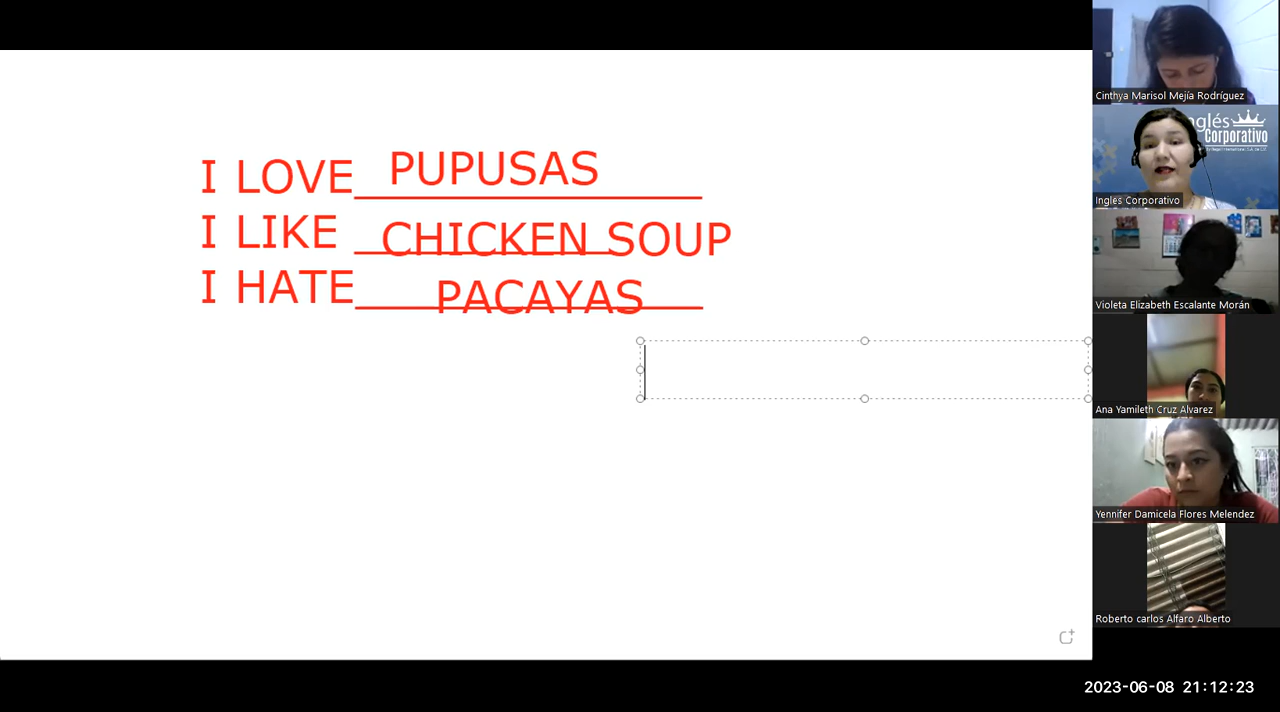 I LOVE PUPUSAS
I LIKE CHICKEN SOUP
I HATE PACAYAS
Cinthya Marisol Mejía Rodríguez
Inglés
Corporativo
Inglés Corporativo
Violeta Elizabeth Escalante Morán
Ana Yamileth Cruz Alvarez
Yennifer Damicela Flores Melendez
Roberto carlos Alfaro Alberto
2023-06-08 21:12:23